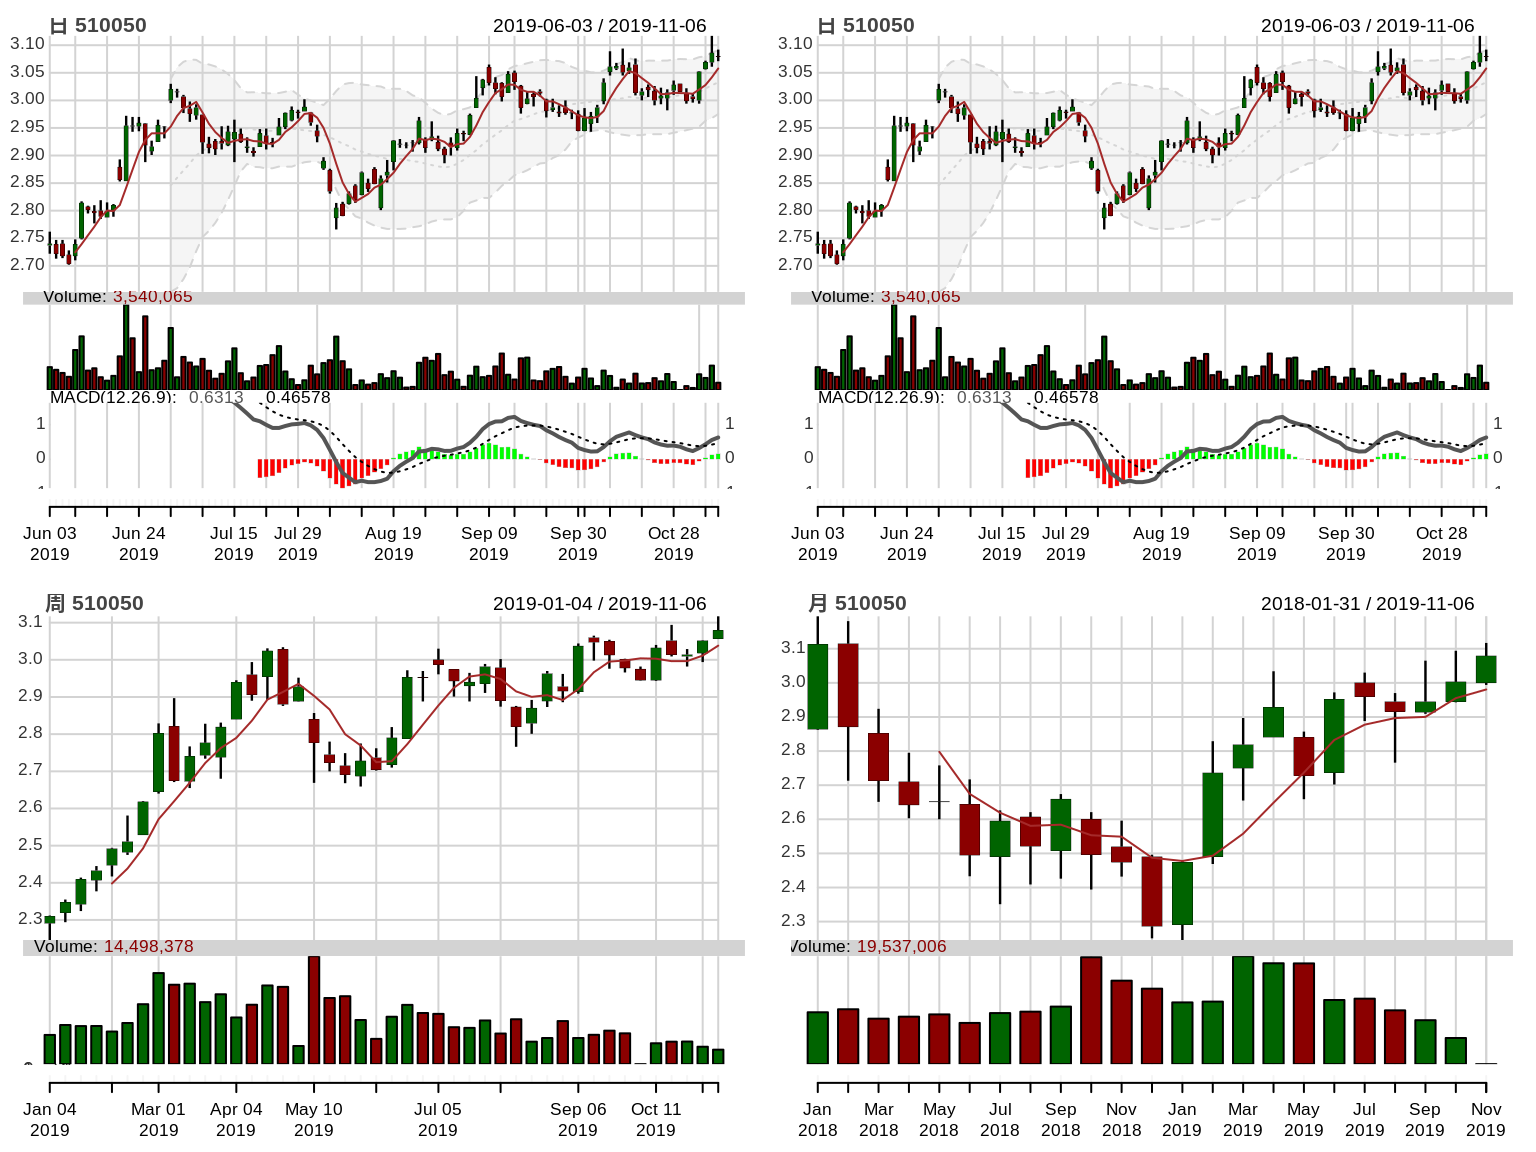 日 510050
2019-06-03 / 2019-11-06
3.10
3.05
3.00
2.95
2.90
2.85
2.80
2.75
2.70
Volume: 3,540,065
MACD(12,26,9): 0.6313 0.46578
1 1
0 0
Jun 03 2019
Jun 24 2019
Jul 15 2019
Jul 29 2019
Aug 19 2019
Sep 09 2019
Sep 30 2019
Oct 28 2019
日 510050
2019-06-03 / 2019-11-06
3.10
3.05
3.00
2.95
2.90
2.85
2.80
2.75
2.70
Volume: 3,540,065
MACD(12,26,9): 0.6313 0.46578
1 1
0 0
Jun 03 2019
Jun 24 2019
Jul 15 2019
Jul 29 2019
Aug 19 2019
Sep 09 2019
Sep 30 2019
Oct 28 2019
周 510050
2019-01-04 / 2019-11-06
3.1
3.0
2.9
2.8
2.7
2.6
2.5
2.4
2.3
Volume: 14,498,378
Jan 04 2019
Mar 01 2019
Apr 04 2019
May 10 2019
Jul 05 2019
Sep 06 2019
Oct 11 2019
月 510050
2018-01-31 / 2019-11-06
3.1
3.0
2.9
2.8
2.7
2.6
2.5
2.4
2.3
Volume: 19,537,006
Jan 2018
Mar 2018
May 2018
Jul 2018
Sep 2018
Nov 2018
Jan 2019
Mar 2019
May 2019
Jul 2019
Sep 2019
Nov 2019